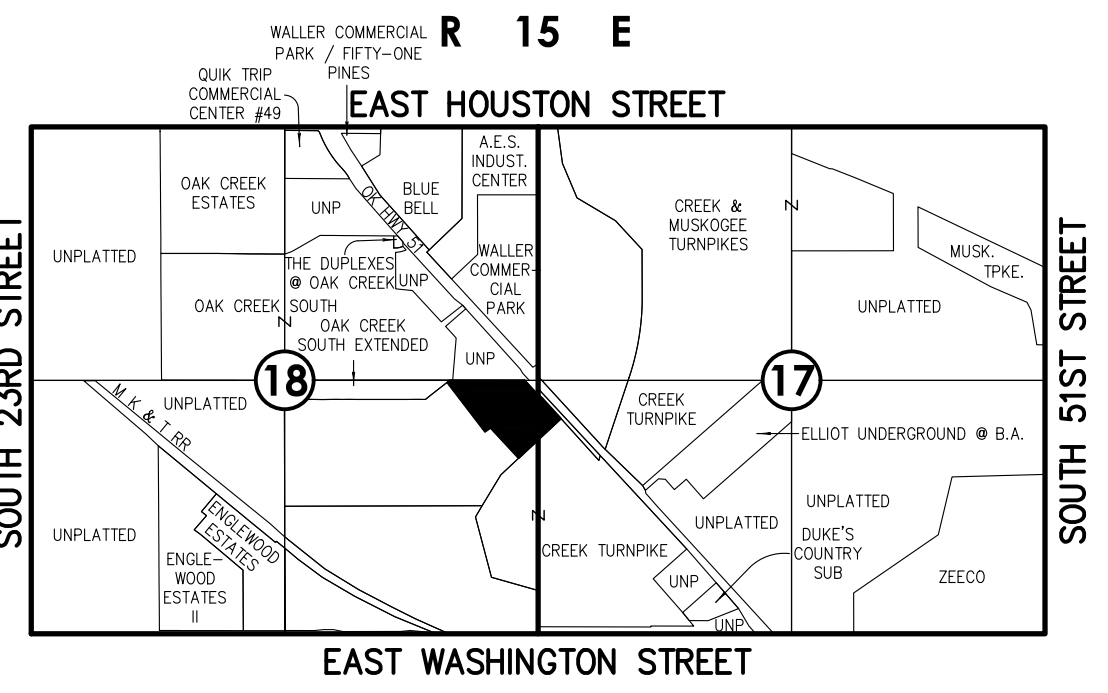 R 15 E
WALLER COMMERCIAL
PARK / FIFTY-ONE
PINES
QUIK TRIP
COMMERCIAL
CENTER #49
EAST HOUSTON STREET
SOUTH 23RD STREET
SOUTH 51ST STREET
UNPLATTED
OAK CREEK
ESTATES
UNP
BLUE
BELL
OK HWY 51
A.E.S.
INDUST.
CENTER
WALLER
COMMER-
CIAL
PARK
THE DUPLEXES
@ OAK CREEK
UNP
OAK CREEK SOUTH
OAK CREEK
SOUTH EXTENDED
UNP
CREEK &
MUSKOGEE
TURNPIKES
MUSK.
TPKE.
UNPLATTED
18
17
M K & T RR
UNPLATTED
CREEK
TURNPIKE
ELLIOT UNDERGROUND @ B.A.
UNPLATTED
ENGLEWOOD
ESTATES
ENGLE-
WOOD
ESTATES
II
CREEK TURNPIKE
UNPLATTED
UNPLATTED
DUKE'S
COUNTRY
SUB
UNP
UNP
ZEECO
EAST WASHINGTON STREET